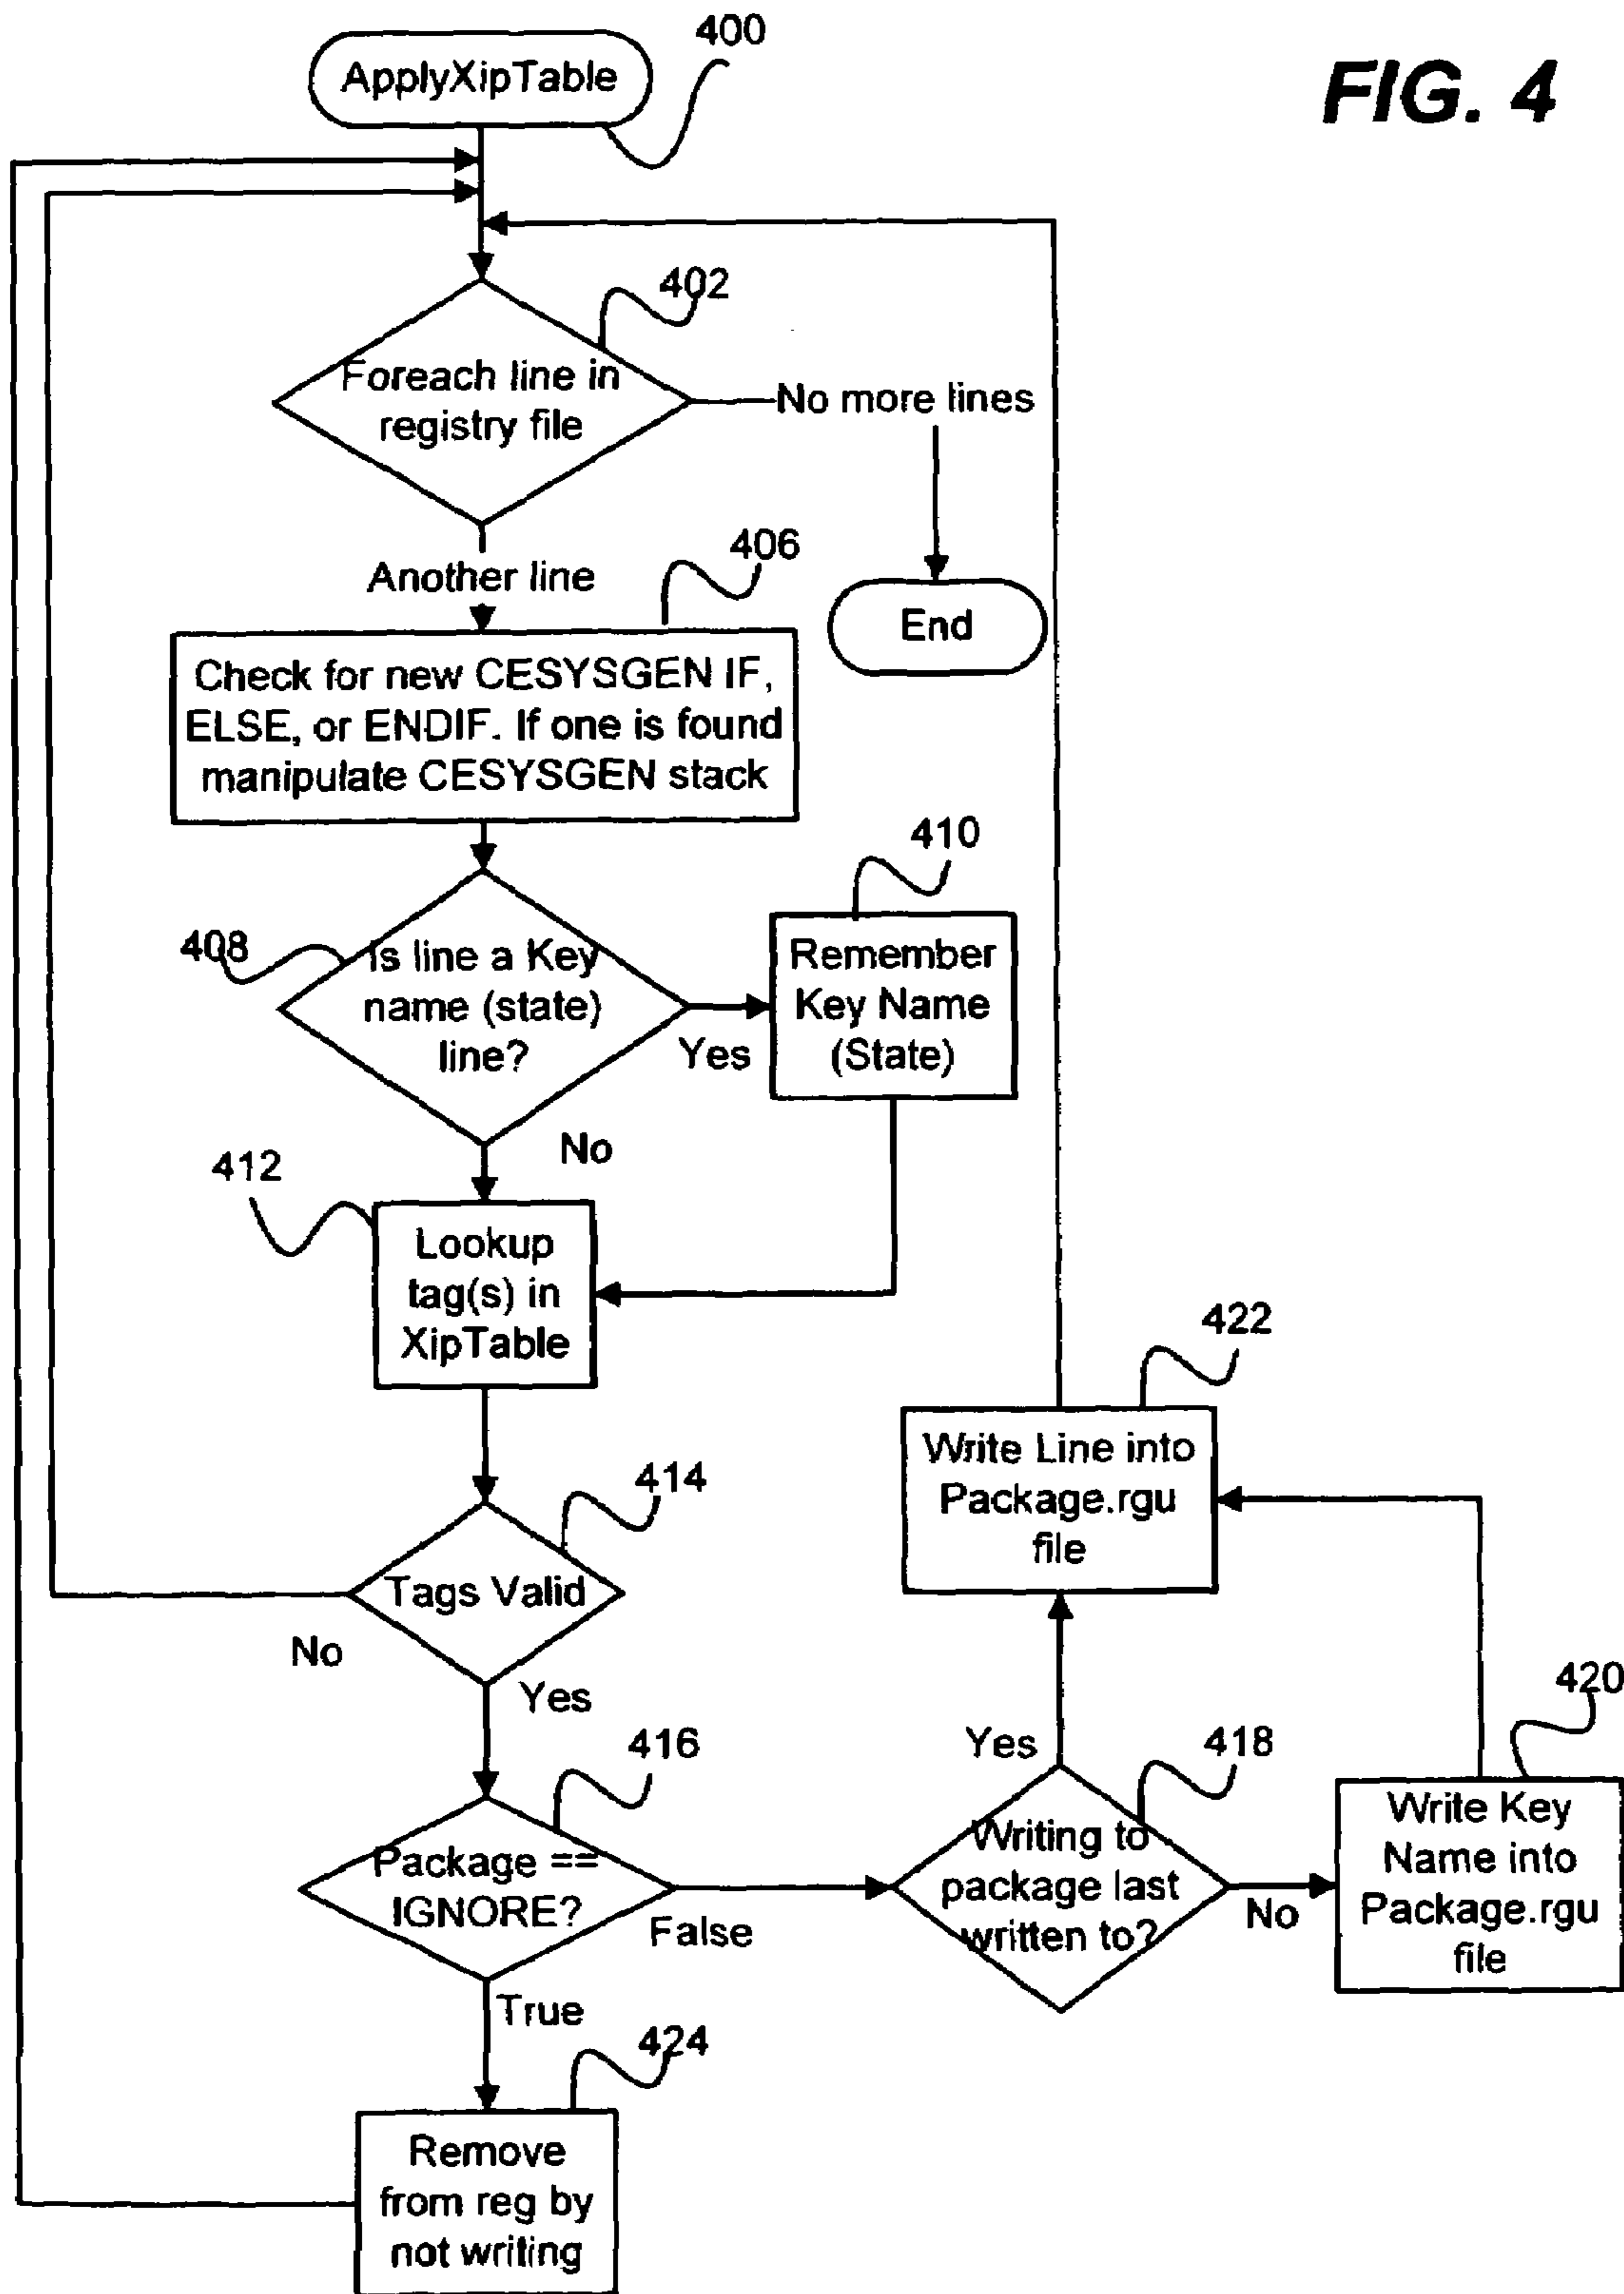 400
ApplyXipTable
FIG. 4
402
Foreach line in
registry file
No more lines
Another line
406
End
Check for new CESYSGEN IF,
ELSE, or ENDIF. If one is found
manipulate CESYSGEN stack
410
408
Is line a Key
name (state)
line?
Yes
Remember
Key Name
(State)
No
412
Lookup
tag(s) in
XipTable
422
Write Line into
Package.rgu
file
414
Tags Valid
No
Yes
416
Package ==
IGNORE?
False
True
Yes
418
Writing to
package last
written to?
No
420
Write Key
Name into
Package.rgu
file
424
Remove
from reg by
not writing